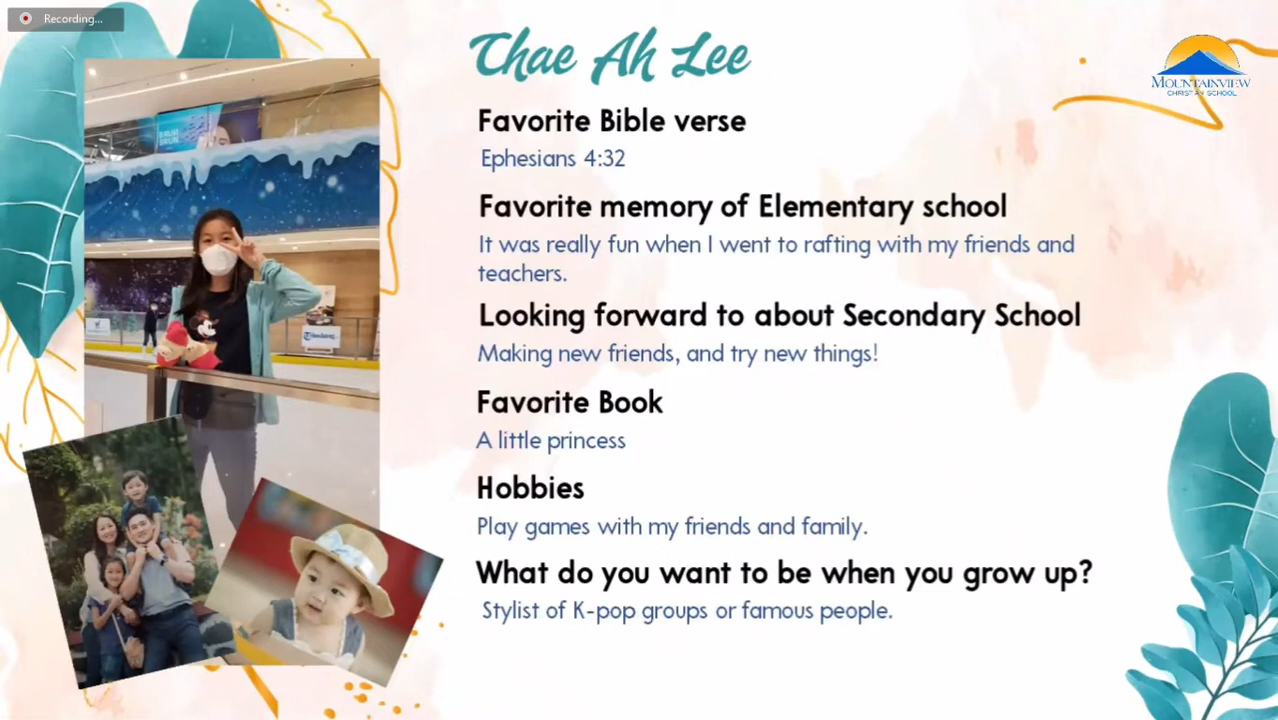 Recording...
Thae Ah Lee
MOUNTAINVIEW
CHRISTIAN SCHOOL
Favorite Bible verse
Ephesians 4:32
Favorite memory of Elementary school
It was really fun when I went to rafting with my friends and
teachers.
Looking forward to about Secondary School
Making new friends, and try new things!
Favorite Book
A little princess
Hobbies
Play games with my friends and family.
What do you want to be when you grow up?
Stylist of K-pop groups or famous people.